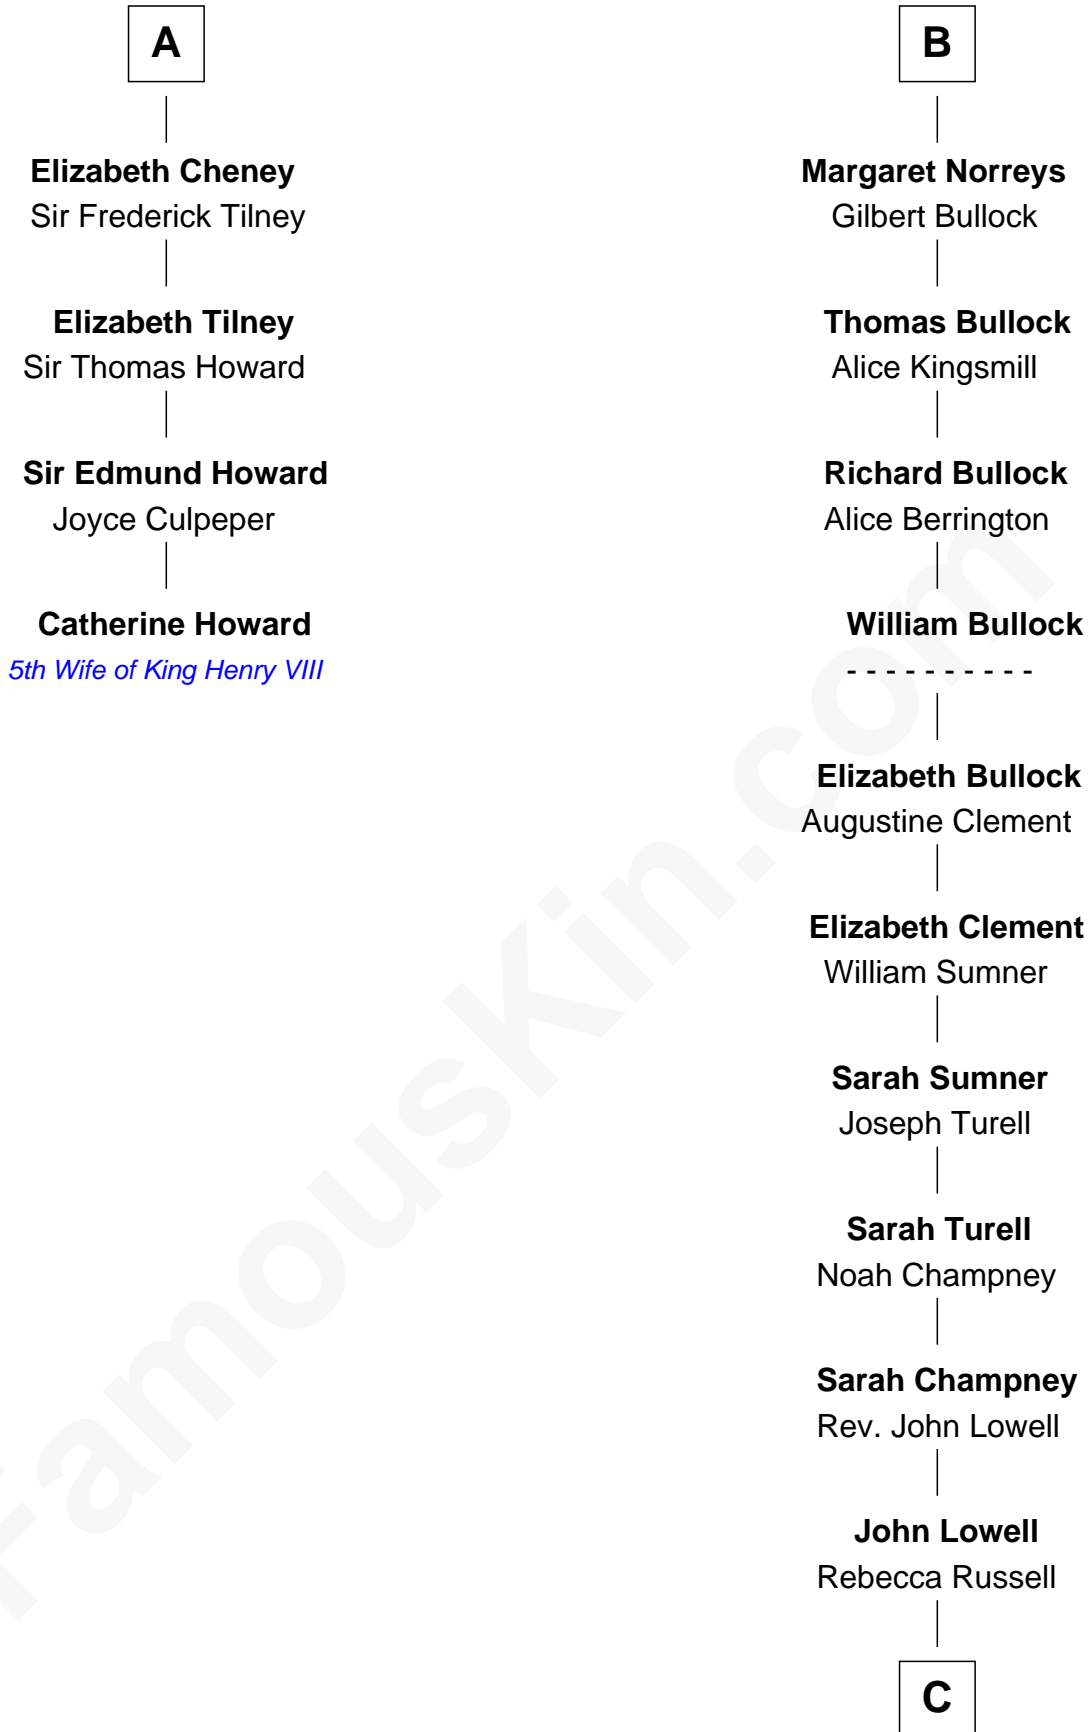 A
Elizabeth Cheney
Sir Frederick Tilney
Elizabeth Tilney
Sir Thomas Howard
Sir Edmund Howard
Joyce Culpeper
Catherine Howard
5th Wife of King Henry VIII
B
Margaret Norreys
Gilbert Bullock
Thomas Bullock
Alice Kingsmill
Richard Bullock
Alice Berrington
William Bullock
- - - - - - - - - -
Elizabeth Bullock
Augustine Clement
Elizabeth Clement
William Sumner
Sarah Sumner
Joseph Turell
Sarah Turell
Noah Champney
Sarah Champney
Rev. John Lowell
John Lowell
Rebecca Russell
C
FamousKin.com